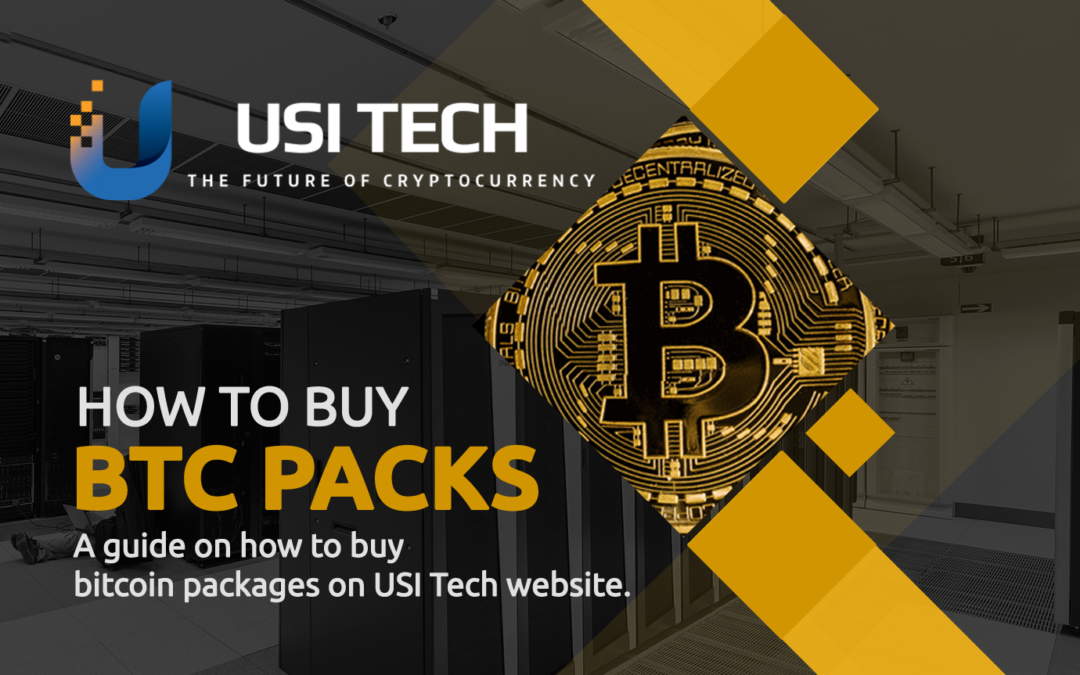 USI TECH
THE FUTURE OF CRYPTOCURRENCY
DECENTRALIZED
HOW TO BUY
BTC PACKS
A guide on how to buy
bitcoin packages on USI Tech website.